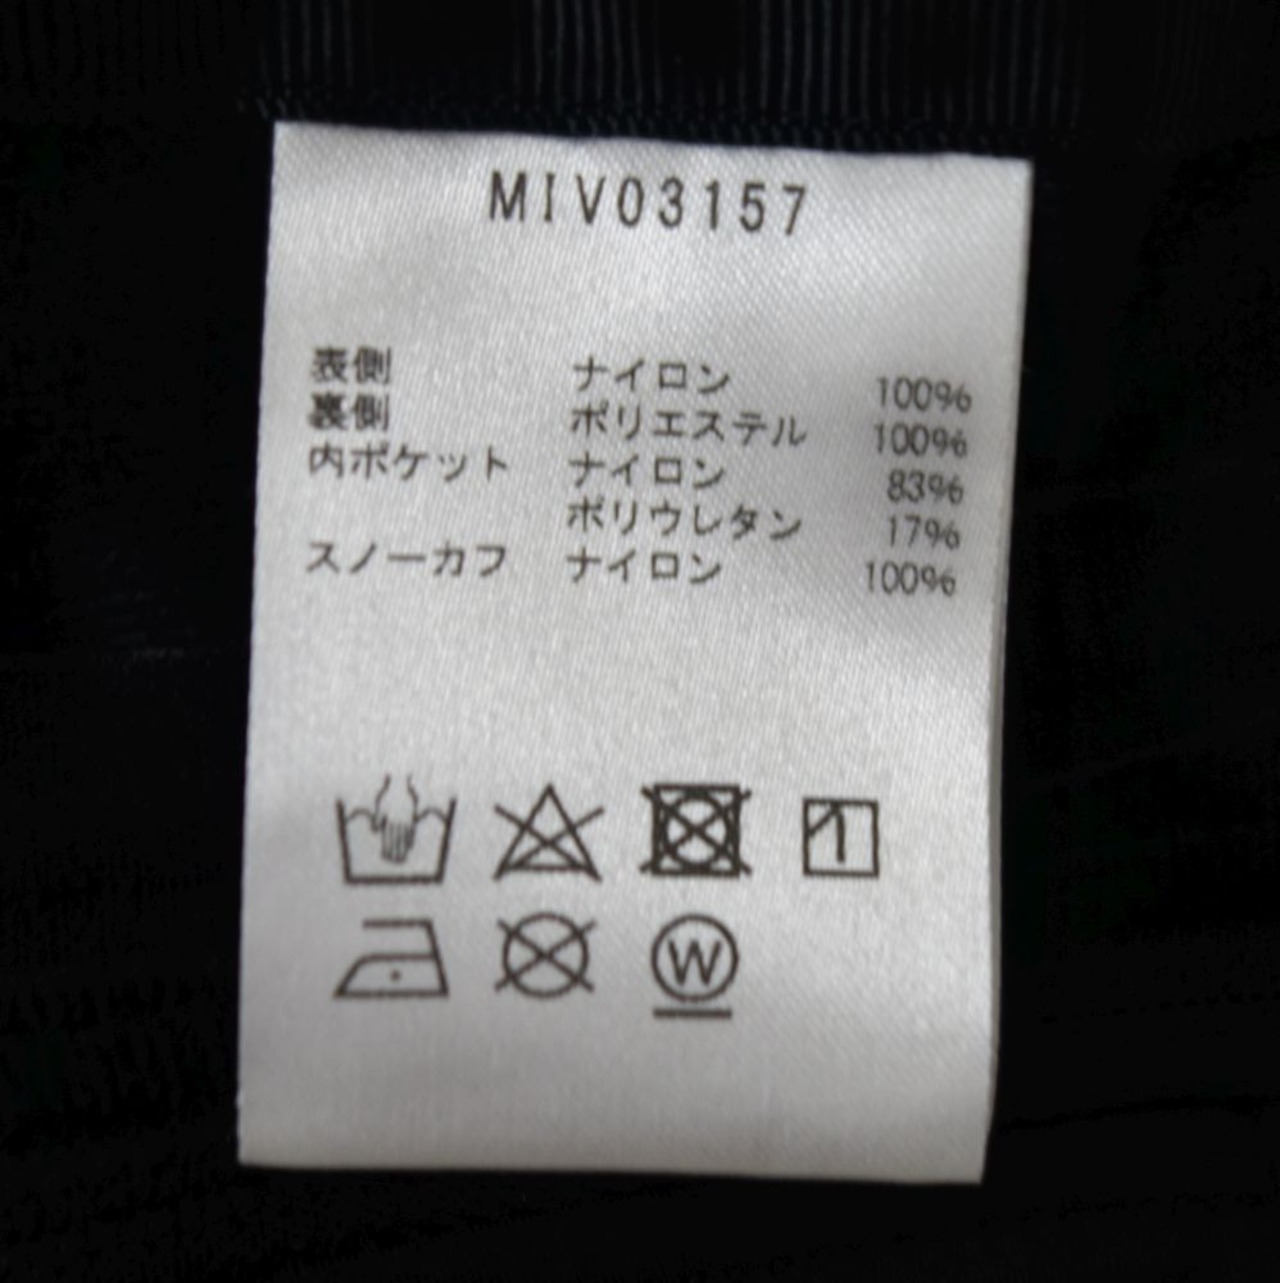 MIV03157
表側 ナイロン 100%
裏側 ポリエステル 100%
内ポケット ナイロン 83%
ポリウレタン 17%
スノーカフ ナイロン 100%
W